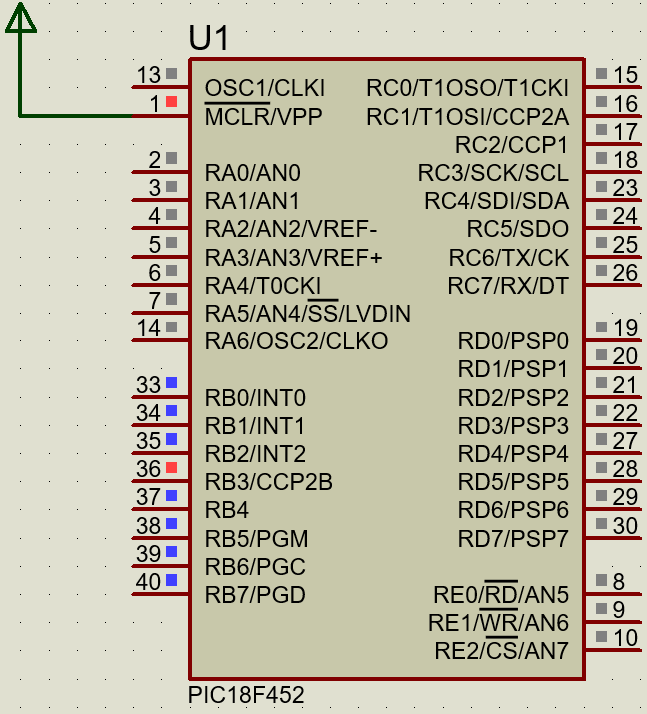 U1
13 OSC1/CLKI RC0/T1OSO/T1CKI 15
1 MCLR/VPP RC1/T1OSI/CCP2A 16
RC2/CCP1 17
2 RA0/AN0 RC3/SCK/SCL 18
3 RA1/AN1 RC4/SDI/SDA 23
4 RA2/AN2/VREF- RC5/SDO 24
5 RA3/AN3/VREF+ RC6/TX/CK 25
6 RA4/T0CKI RC7/RX/DT 26
7 RA5/AN4/SS/LVDIN
14 RA6/OSC2/CLKO RD0/PSP0 19
RD1/PSP1 20
33 RB0/INT0 RD2/PSP2 21
34 RB1/INT1 RD3/PSP3 22
35 RB2/INT2 RD4/PSP4 27
36 RB3/CCP2B RD5/PSP5 28
37 RB4 RD6/PSP6 29
38 RB5/PGM RD7/PSP7 30
39 RB6/PGC
40 RB7/PGD RE0/RD/AN5 8
RE1/WR/AN6 9
RE2/CS/AN7 10
PIC18F452